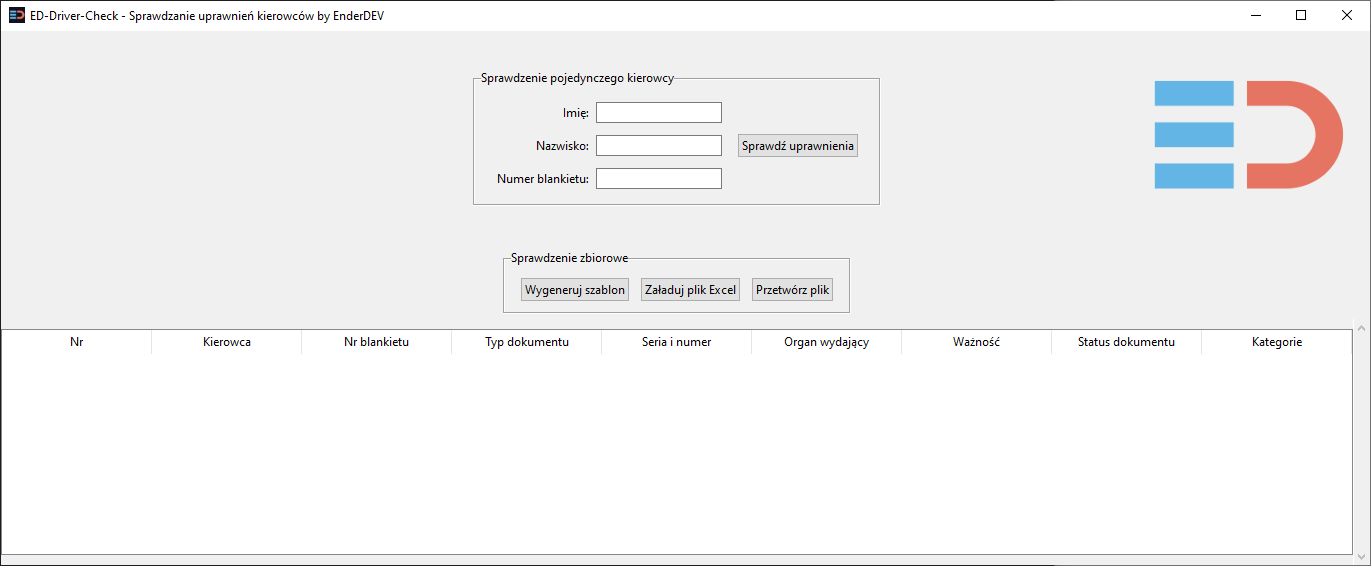 ED-Driver-Check - Sprawdzanie uprawnień kierowców by EnderDEV
Sprawdzenie pojedynczego kierowcy
Imię:
Nazwisko:
Sprawdź uprawnienia
Numer blankietu:
ED
Sprawdzenie zbiorowe
Wygeneruj szablon Załaduj plik Excel Przetwórz plik
Nr Kierowca Nr blankietu Typ dokumentu Seria i numer Organ wydający Ważność Status dokumentu Kategorie